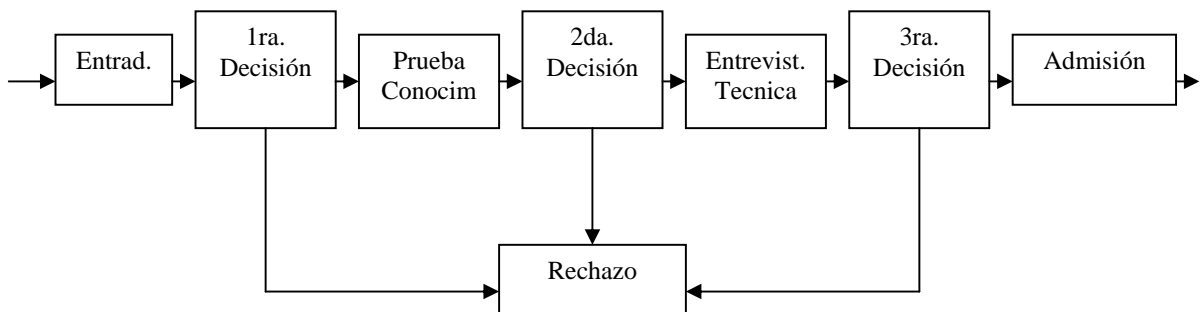 Entrad.
1ra.
Decisión
Prueba
Conocim
2da.
Decisión
Entrevist.
Tecnica
3ra.
Decisión
Admisión
Rechazo